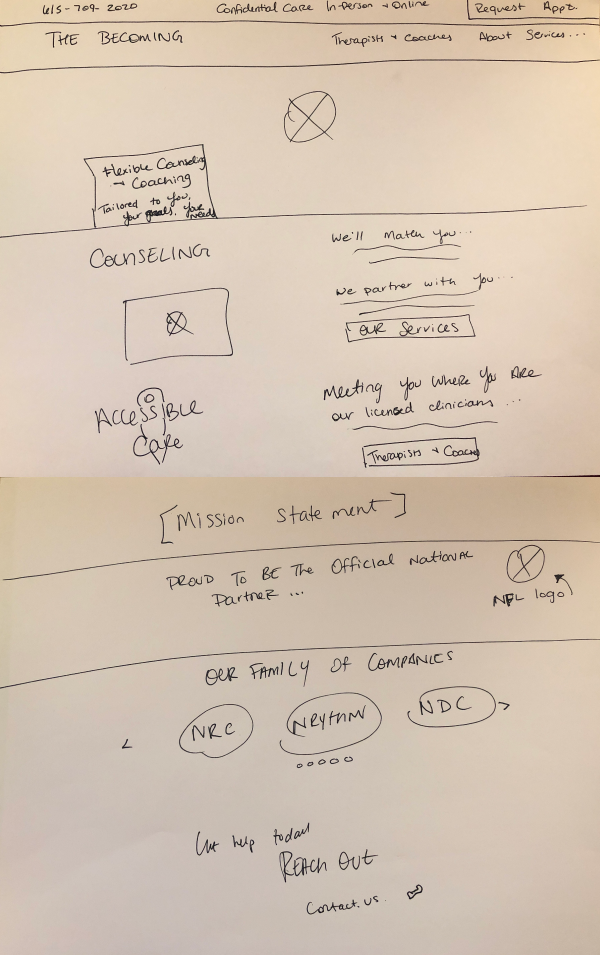 615-709-2020 Confidential Care In-Person + Online Request Appt.
THE BECOMING Therapists + Coaches About Services...
Flexible Counseling
+ Coaching
Tailored to you,
your goals, your needs
COUNSELING
We'll Match you...
We partner with you...
OUR Services
Accessible
Care
Meeting you where you are
our licensed clinicians...
Therapists + Coaches
[Mission Statement]
PROUD TO BE The Official National
Partner...
NFL logo
OUR FAMILY OF COMPANIES
< NRC NRYTHM NDC >
help today
REACH OUT
Contact us